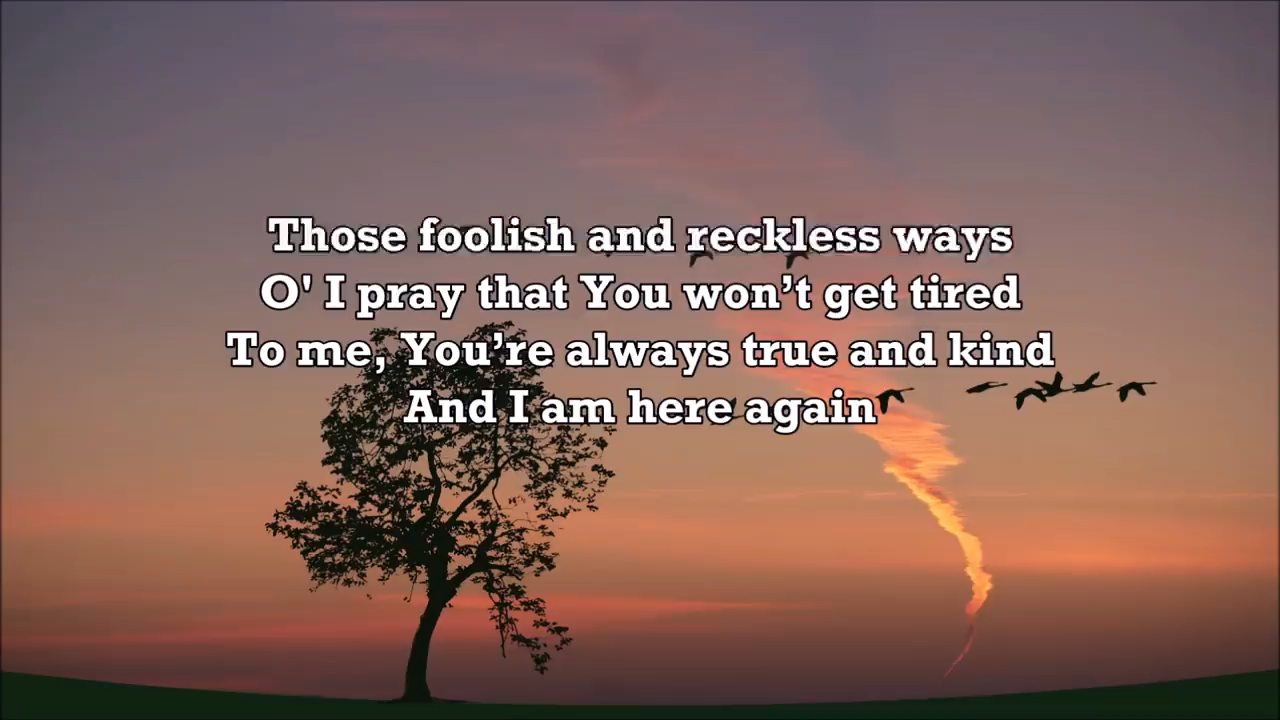 Those foolish and reckless ways
O' I pray that You won’t get tired
To me, You’re always true and kind
And I am here again